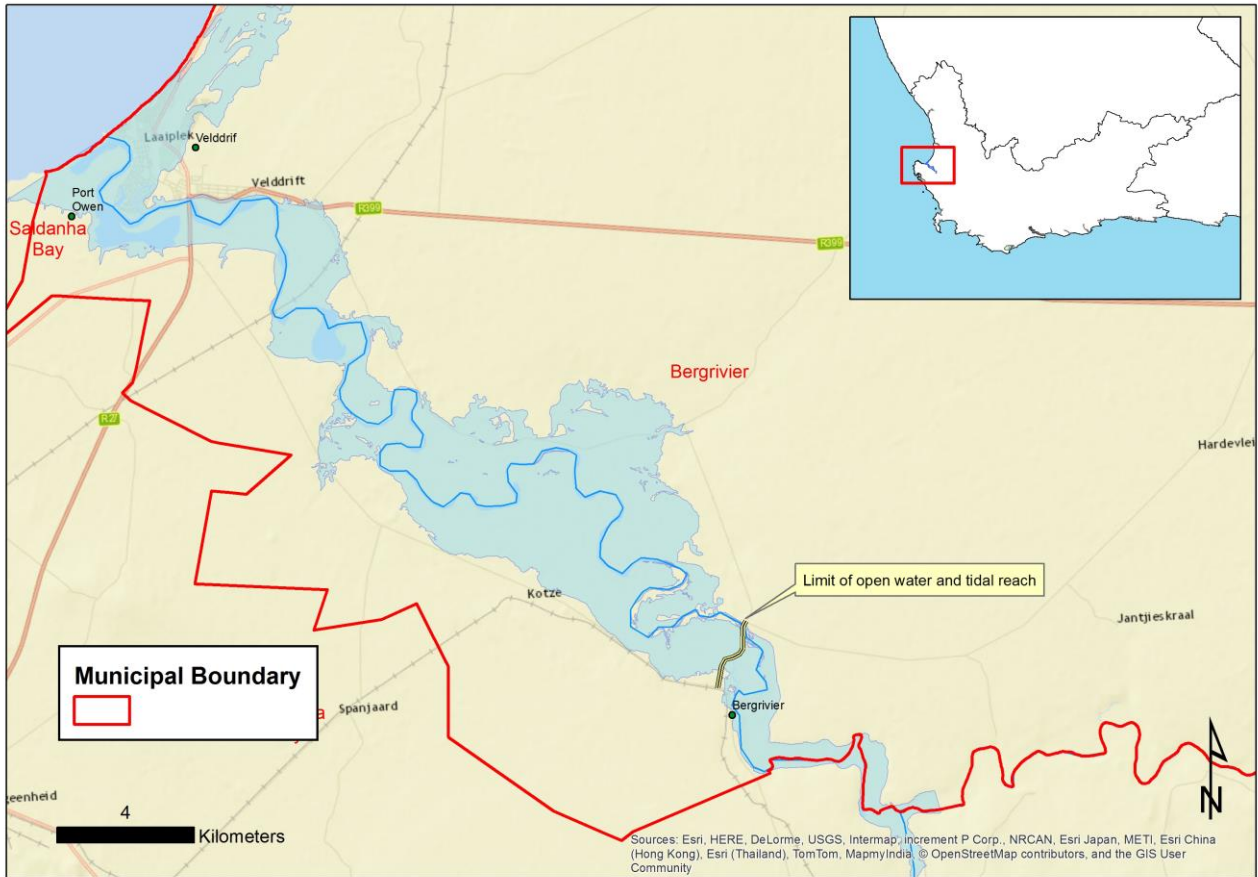 Laaiplek
Velddrif
Velddrift
Port
Owen
Saldanha
Bay
R399
R399
Bergrivier
R27
Hardevlei
Limit of open water and tidal reach
Kotze
Jantjieskraal
Municipal Boundary
Spanjaard
a
Bergrivier
geenheid
4
Kilometers
N
Sources: Esri, HERE, DeLorme, USGS, Intermap, increment P Corp., NRCAN, Esri Japan, METI, Esri China
(Hong Kong), Esri (Thailand), TomTom, MapmyIndia, © OpenStreetMap contributors, and the GIS User
Community